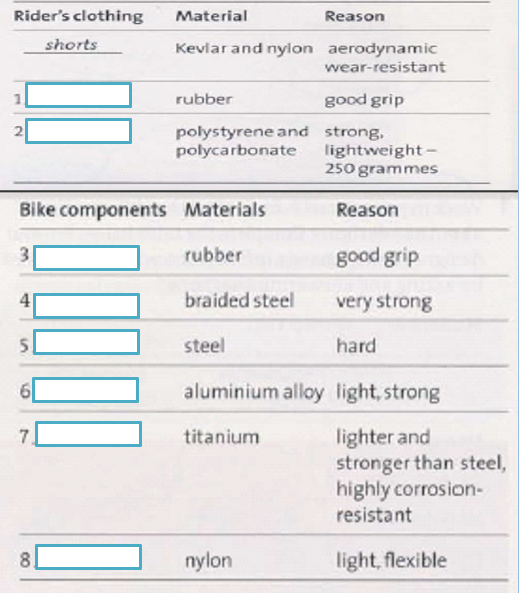 Rider's clothing Material Reason
shorts Kevlar and nylon aerodynamic
wear-resistant
1 rubber good grip
2 polystyrene and strong,
polycarbonate lightweight –
250 grammes
Bike components Materials Reason
3 rubber good grip
4 braided steel very strong
5 steel hard
6 aluminium alloy light, strong
7. titanium lighter and
stronger than steel,
highly corrosion-
resistant
8 nylon light, flexible